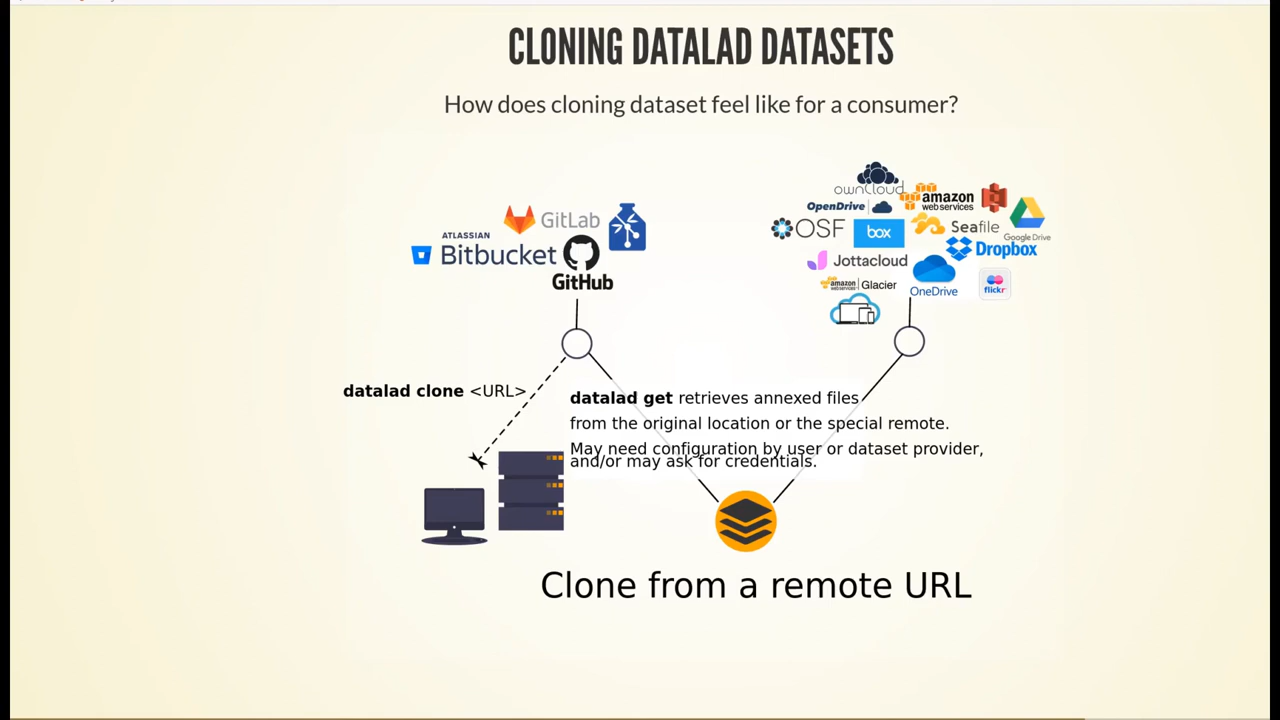 CLONING DATALAD DATASETS
How does cloning dataset feel like for a consumer?
ownCloud
amazon
webservices
OpenDrive
GitLab
OSF
box
Seafile
Google Drive
ATLASSIAN
Bitbucket
Dropbox
Jottacloud
GitHub
amazon
webservices
Glacier
OneDrive
flickr
datalad clone <URL>
datalad get retrieves annexed files
from the original location or the special remote.
May need configuration by user or dataset provider,
and/or may ask for credentials.
Clone from a remote URL